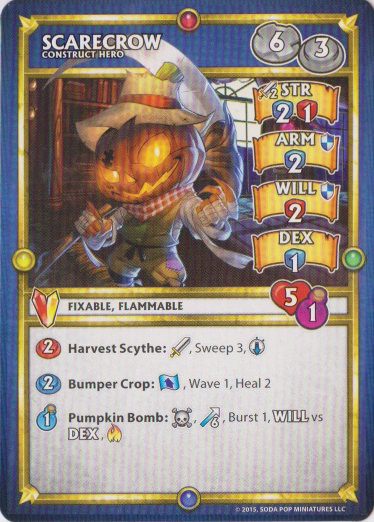 SCARECROW
CONSTRUCT HERO
6 3
2 STR
2 1
ARM
2
WILL
2
DEX
1
5
1
FIXABLE, FLAMMABLE
2 Harvest Scythe: , Sweep 3,
2 Bumper Crop: , Wave 1, Heal 2
1 Pumpkin Bomb: , 6 , Burst 1, WILL vs
DEX,
© 2013, SODA POP MINIATURES LLC